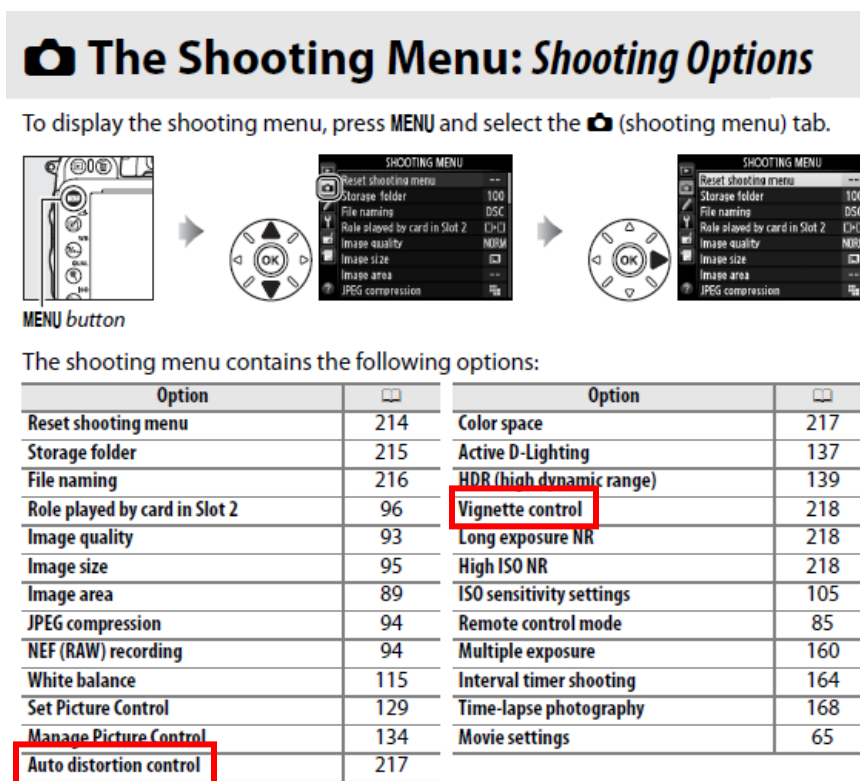 The Shooting Menu: Shooting Options
To display the shooting menu, press MENU and select the (shooting menu) tab.
SHOOTING MENU
Reset shooting menu --
Storage folder 100
File naming DSC
Role played by card in Slot 2
Image quality NORM
Image size
Image area --
JPEG compression
OK
SHOOTING MENU
Reset shooting menu --
Storage folder 100
File naming DSC
Role played by card in Slot 2
Image quality NORM
Image size
Image area --
JPEG compression
OK
MENU button
The shooting menu contains the following options:
Option
Reset shooting menu 214
Storage folder 215
File naming 216
Role played by card in Slot 2 96
Image quality 93
Image size 95
Image area 89
JPEG compression 94
NEF (RAW) recording 94
White balance 115
Set Picture Control 129
Manage Picture Control 134
Auto distortion control 217
Option
Color space 217
Active D-Lighting 137
HDR (high dynamic range) 139
Vignette control 218
Long exposure NR 218
High ISO NR 218
ISO sensitivity settings 105
Remote control mode 85
Multiple exposure 160
Interval timer shooting 164
Time-lapse photography 168
Movie settings 65